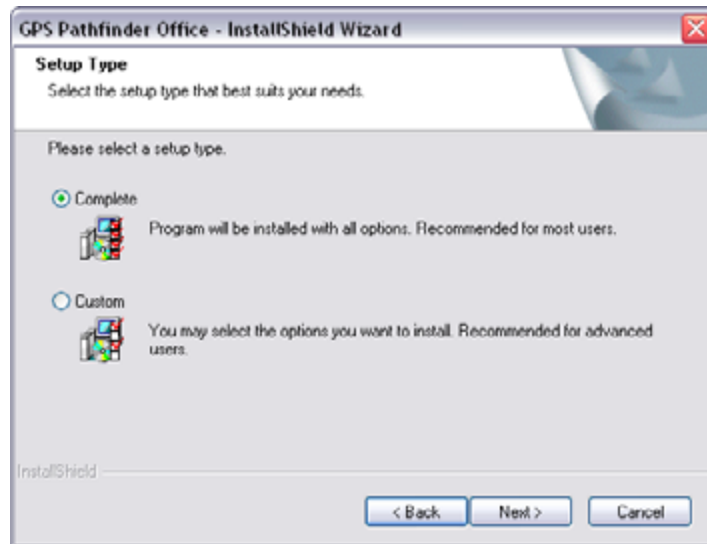 GPS Pathfinder Office - InstallShield Wizard
Setup Type
Select the setup type that best suits your needs.
Please select a setup type.
Complete
Program will be installed with all options. Recommended for most users.
Custom
You may select the options you want to install. Recommended for advanced
users.
InstallShield
< Back
Next >
Cancel